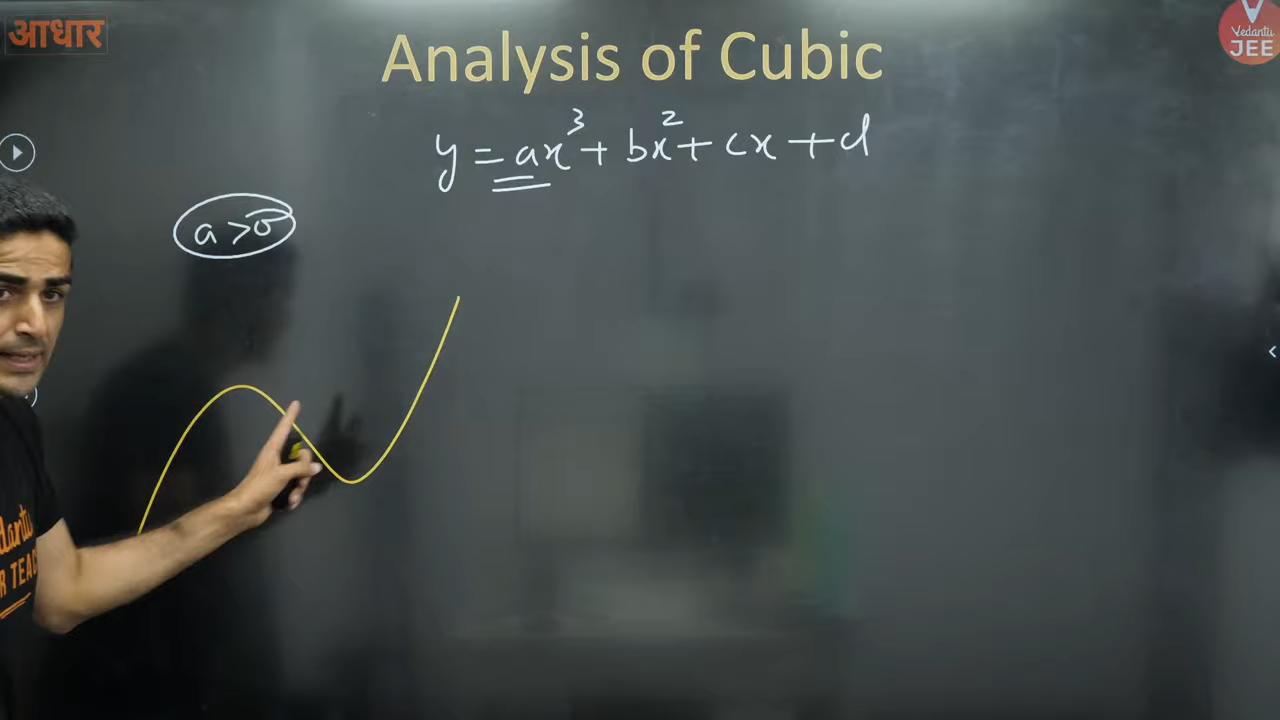 आधार
Vedantu
JEE
Analysis of Cubic
y = ax³ + bx² + cx + d
a > 0